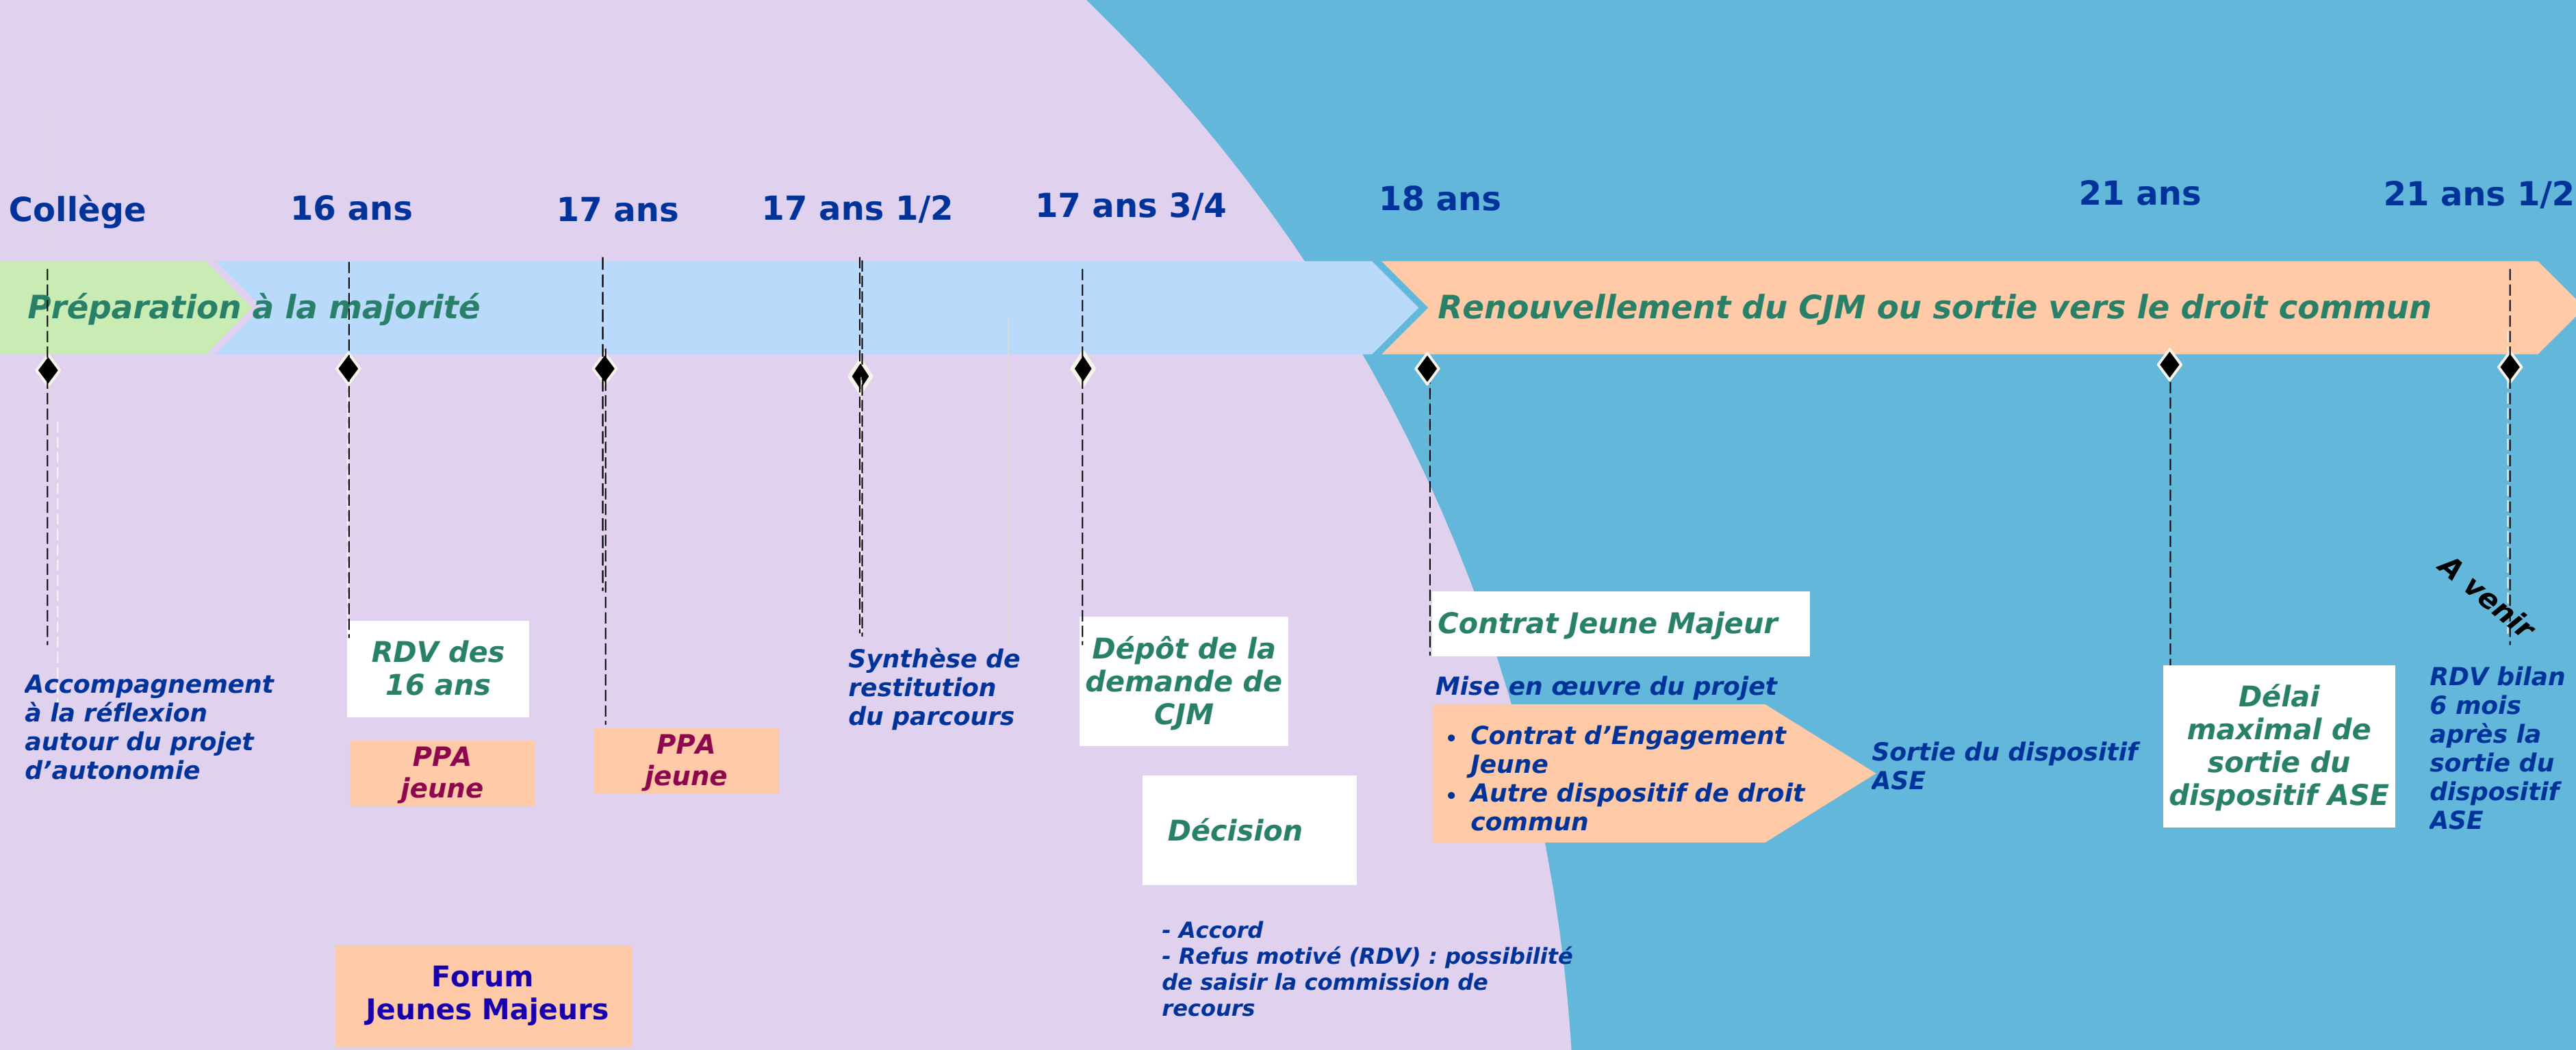 Collège
16 ans
17 ans
17 ans 1/2
17 ans 3/4
18 ans
21 ans
21 ans 1/2
Préparation à la majorité
Renouvellement du CJM ou sortie vers le droit commun
Accompagnement
à la réflexion
autour du projet
d’autonomie
RDV des
16 ans
PPA
jeune
Forum
Jeunes Majeurs
PPA
jeune
Synthèse de
restitution
du parcours
Dépôt de la
demande de
CJM
Décision
- Accord
- Refus motivé (RDV) : possibilité
de saisir la commission de
recours
Contrat Jeune Majeur
Mise en œuvre du projet
• Contrat d’Engagement
Jeune
• Autre dispositif de droit
commun
Sortie du dispositif
ASE
Délai
maximal de
sortie du
dispositif ASE
A venir
RDV bilan
6 mois
après la
sortie du
dispositif
ASE